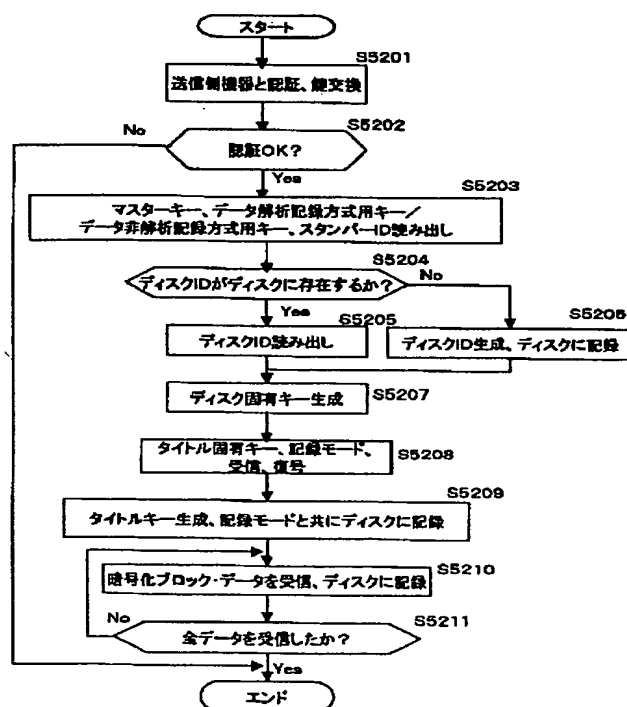 スタート
S5201
送信側機器と認証、鍵交換
No
S5202
認証OK?
Yes
S5203
マスターキー、データ解析記録方式用キー/
データ非解析記録方式用キー、スタンパーID読み出し
S5204
ディスクIDがディスクに存在するか?
No
Yes
S5205
S5206
ディスクID読み出し
ディスクID生成、ディスクに記録
ディスク固有キー生成
S5207
タイトル固有キー、記録モード、
受信、復号
S5208
S5209
タイトルキー生成、記録モードと共にディスクに記録
暗号化ブロック・データを受信、ディスクに記録
S5210
No
S5211
全データを受信したか?
Yes
エンド